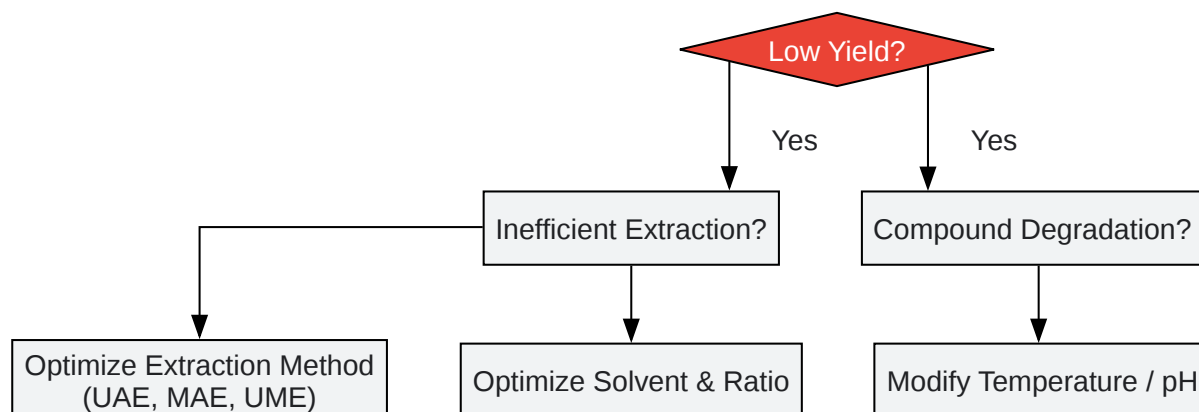 Low Yield?
Yes
Yes
Inefficient Extraction?
Compound Degradation?
Optimize Extraction Method
(UAE, MAE, UME)
Optimize Solvent & Ratio
Modify Temperature / pH